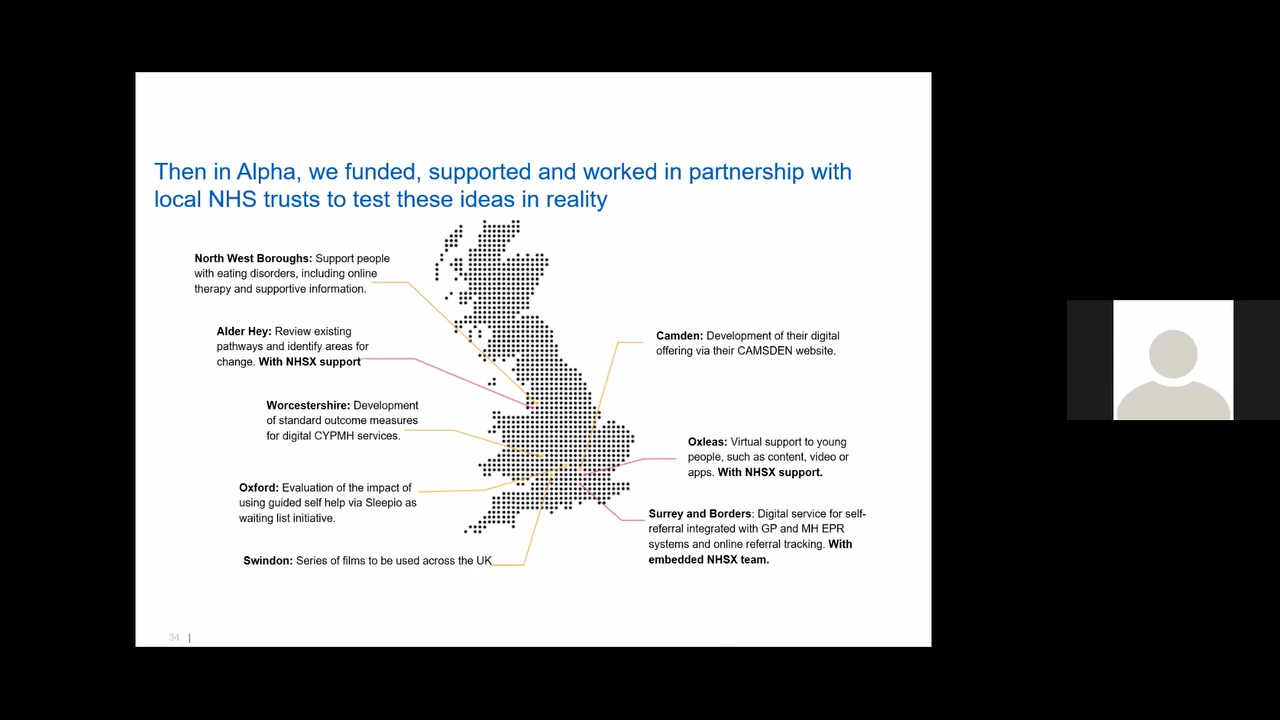 Then in Alpha, we funded, supported and worked in partnership with
local NHS trusts to test these ideas in reality
North West Boroughs: Support people
with eating disorders, including online
therapy and supportive information.
Alder Hey: Review existing
pathways and identify areas for
change. With NHSX support
Worcestershire: Development
of standard outcome measures
for digital CYPMH services.
Oxford: Evaluation of the impact of
using guided self help via Sleepio as
waiting list initiative.
Swindon: Series of films to be used across the UK
Camden: Development of their digital
offering via their CAMSDEN website.
Oxleas: Virtual support to young
people, such as content, video or
apps. With NHSX support.
Surrey and Borders: Digital service for self-
referral integrated with GP and MH EPR
systems and online referral tracking. With
embedded NHSX team.
34 |